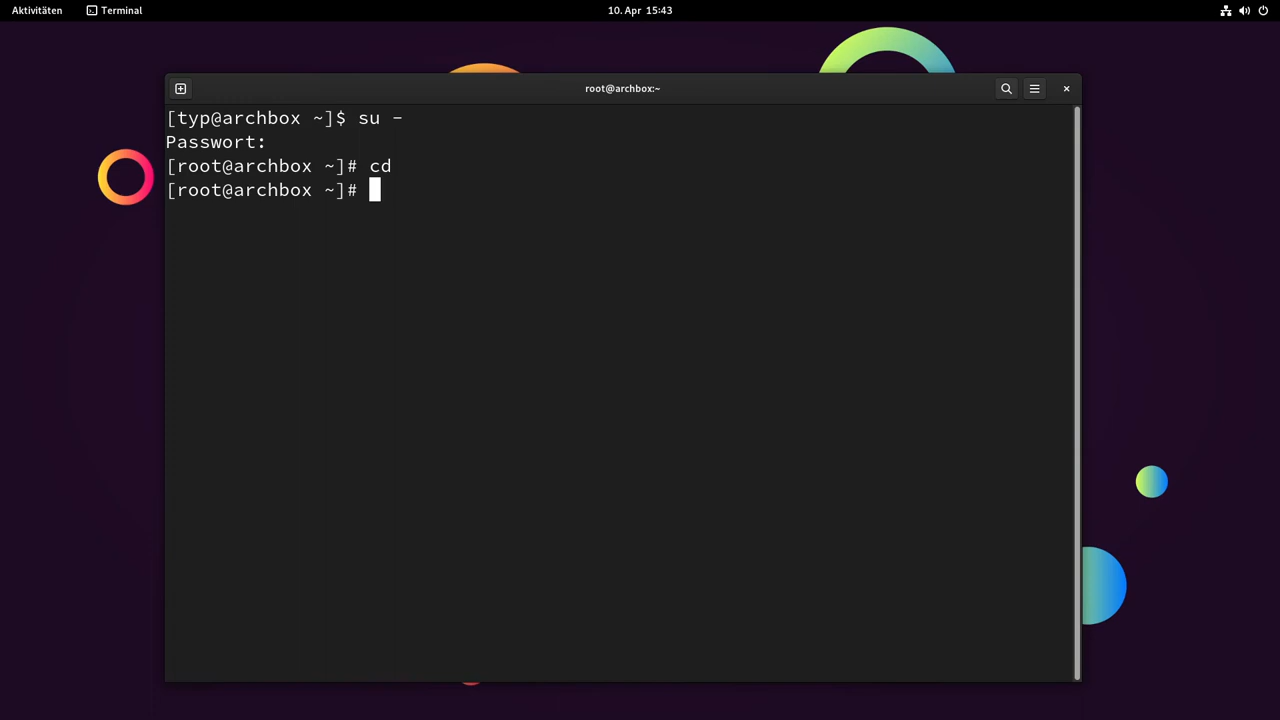 Aktivitäten Terminal 10. Apr 15:43
root@archbox:~
[typ@archbox ~]$ su -
Passwort:
[root@archbox ~]# cd
[root@archbox ~]#